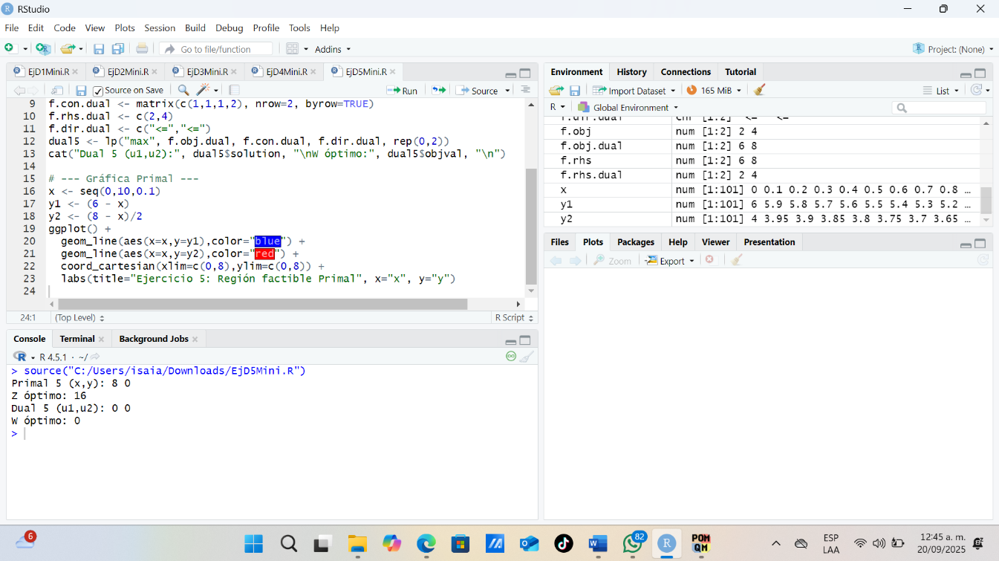 RStudio
File Edit Code View Plots Session Build Debug Profile Tools Help
Go to file/function Addins Project: (None)
EjD1Mini.R EjD2Mini.R EjD3Mini.R EjD4Mini.R EjD5Mini.R
Source on Save Run Source
9 f.con.dual <- matrix(c(1,1,1,2), nrow=2, byrow=TRUE)
10 f.rhs.dual <- c(2,4)
11 f.dir.dual <- c("<=","<=")
12 dual5 <- lp("max", f.obj.dual, f.con.dual, f.dir.dual, rep(0,2))
13 cat("Dual 5 (u1,u2):", dual5$solution, "\nW óptimo:", dual5$objval, "\n")
14
15 # --- Gráfica Primal ---
16 x <- seq(0,10,0.1)
17 y1 <- (6 - x)
18 y2 <- (8 - x)/2
19 ggplot() +
20 geom_line(aes(x=x,y=y1),color="blue") +
21 geom_line(aes(x=x,y=y2),color="red") +
22 coord_cartesian(xlim=c(0,8),ylim=c(0,8)) +
23 labs(title="Ejercicio 5: Región factible Primal", x="x", y="y")
24
24:1 (Top Level) R Script
Console Terminal Background Jobs
R 4.5.1 · ~/
> source("C:/Users/isaia/Downloads/EjD5Mini.R")
Primal 5 (x,y): 8 0
Z óptimo: 16
Dual 5 (u1,u2): 0 0
W óptimo: 0
>
Environment History Connections Tutorial
Import Dataset 165 MiB List
R Global Environment
f.dir.dual chr [1:2] "<=" "<="
f.obj num [1:2] 2 4
f.obj.dual num [1:2] 6 8
f.rhs num [1:2] 6 8
f.rhs.dual num [1:2] 2 4
x num [1:101] 0 0.1 0.2 0.3 0.4 0.5 0.6 0.7 0.8 …
y1 num [1:101] 6 5.9 5.8 5.7 5.6 5.5 5.4 5.3 5.2 …
y2 num [1:101] 4 3.95 3.9 3.85 3.8 3.75 3.7 3.65 …
Files Plots Packages Help Viewer Presentation
Zoom Export
6
82
POM QM
ESP
LAA
12:45 a. m.
20/09/2025